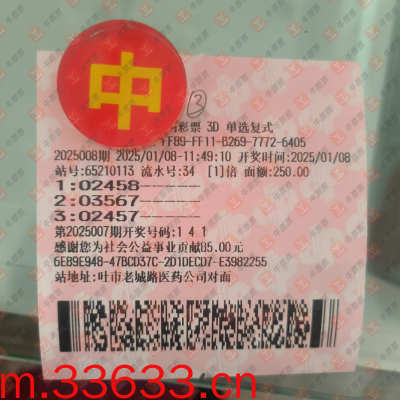 中
③
彩票 3D 单选复式
FF89-FF11-B269-7772-6405
2025008期 2025/01/08-11:49:10 开奖时间:2025/01/08
站号:65210113 流水号:34 [1]倍 面额:250.00
1:02458-----
2:03567-----
3:02457-----
第2025007期开奖号码:1 4 1
感谢您为社会公益事业贡献85.00元
6EB9E948-47BCD37C-2D1DECD7-E3982255
站地址:吐市老城路医药公司对面
m.33633.cn